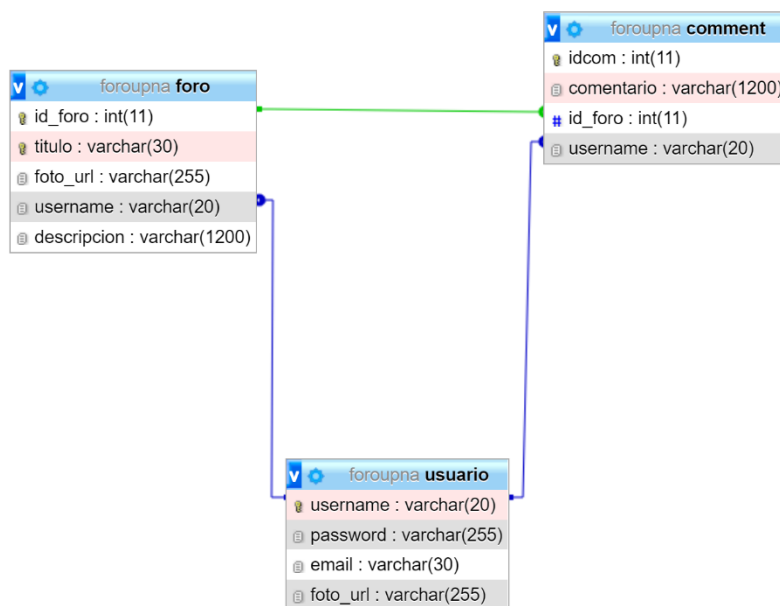 foroupna foro
id_foro : int(11)
titulo : varchar(30)
foto_url : varchar(255)
username : varchar(20)
descripcion : varchar(1200)
foroupna comment
idcom : int(11)
comentario : varchar(1200)
# id_foro : int(11)
username : varchar(20)
foroupna usuario
username : varchar(20)
password : varchar(255)
email : varchar(30)
foto_url : varchar(255)